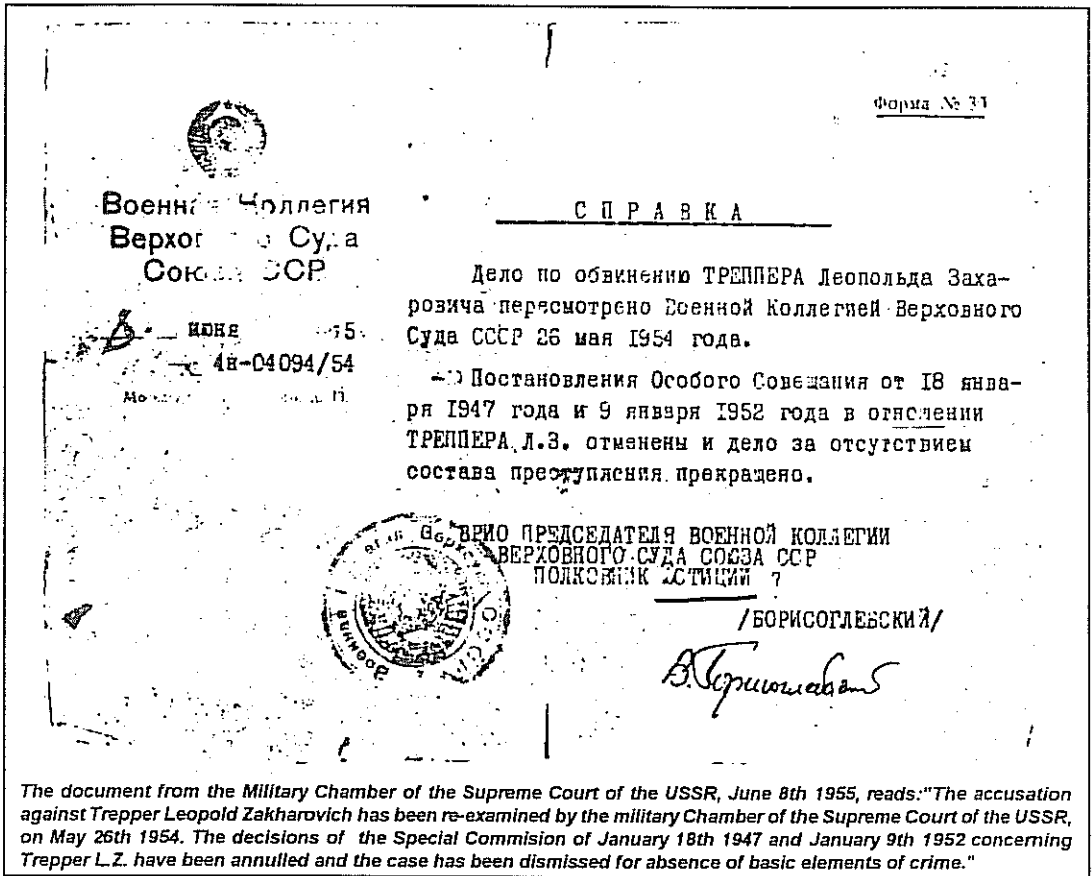 Форма № 31
Военная Коллегия
Суда
ССР
июня
4н-04094/54
СПРАВКА
Дело по обвинению ТРЕППЕРА Леопольда Заха-
ровича пересмотрено Военной Коллегией Верховного
Суда СССР 26 мая 1954 года.
Постановления Особого Совещания от 18 янва-
ря 1947 года и 9 января 1952 года в отношении
ТРЕППЕРА Л.З. отменены и дело за отсутствием
состава преступления прекращено.
ВРИО ПРЕДСЕДАТЕЛЯ ВОЕННОЙ КОЛЛЕГИИ
ВЕРХОВНОГО СУДА СОЮЗА ССР
ПОЛКОВНИК ЮСТИЦИИ
/БОРИСОГЛЕБСКИЙ/
The document from the Military Chamber of the Supreme Court of the USSR, June 8th 1955, reads:"The accusation
against Trepper Leopold Zakharovich has been re-examined by the military Chamber of the Supreme Court of the USSR,
on May 26th 1954. The decisions of the Special Commision of January 18th 1947 and January 9th 1952 concerning
Trepper L.Z. have been annulled and the case has been dismissed for absence of basic elements of crime."